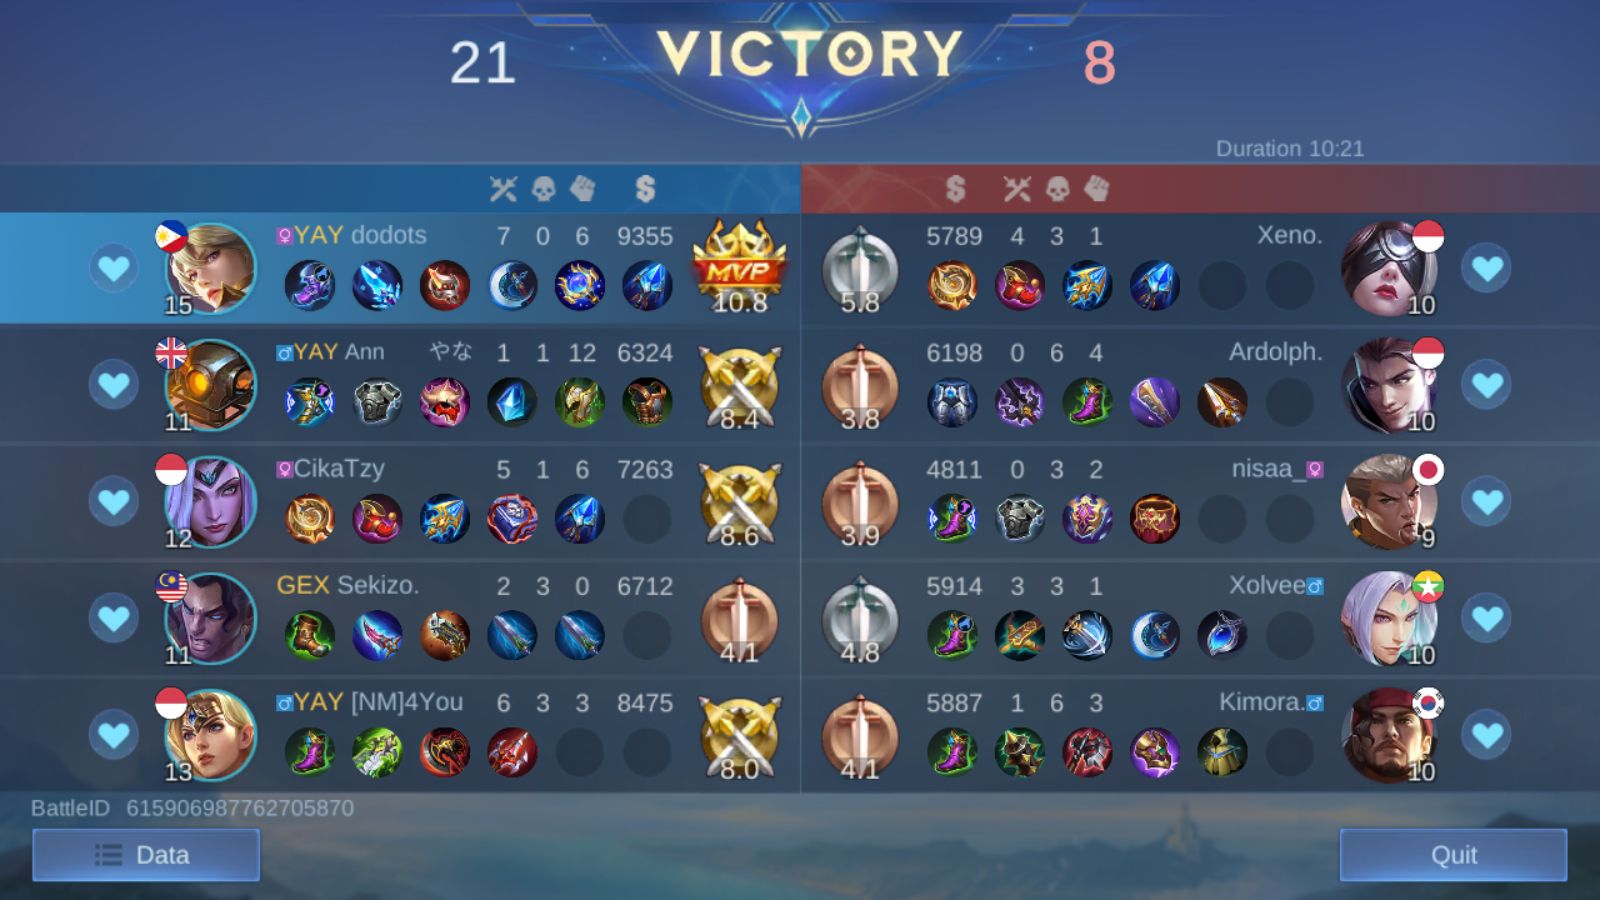 21 VICTORY 8
Duration 10:21
YAY dodots 7 0 6 9355 MVP 10.8 15
5.8 5789 4 3 1 Xeno. 10
YAY Ann やな 1 1 12 6324 8.4 11
3.8 6198 0 6 4 Ardolph. 10
CikaTzy 5 1 6 7263 8.6 12
3.9 4811 0 3 2 nisaa_ 9
GEX Sekizo. 2 3 0 6712 4.1 11
4.8 5914 3 3 1 Xolvee 10
YAY [NM]4You 6 3 3 8475 8.0 13
4.1 5887 1 6 3 Kimora. 10
BattleID 615906987762705870
Data
Quit